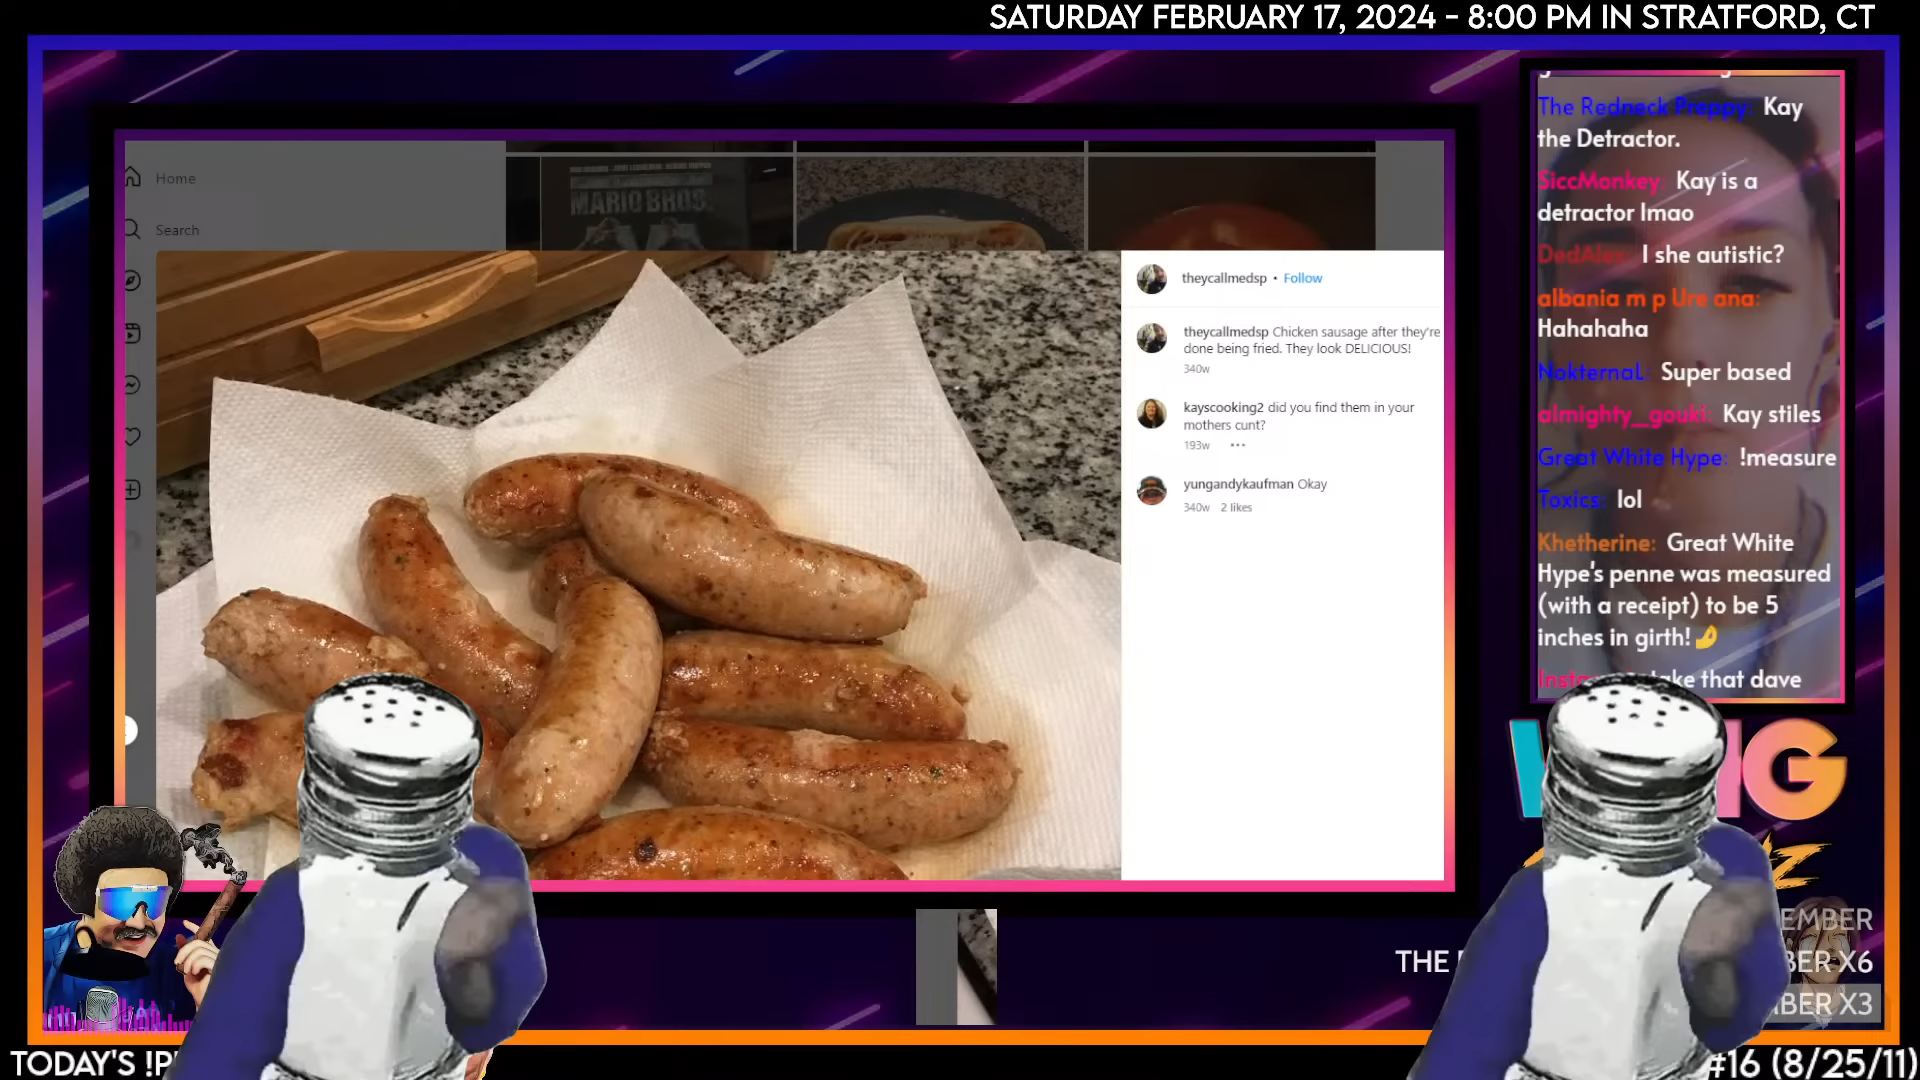 SATURDAY FEBRUARY 17, 2024 - 8:00 PM IN STRATFORD, CT
Home
Search
MARIO BROS.
theycallmedsp • Follow
theycallmedsp Chicken sausage after they're
done being fried. They look DELICIOUS!
340w
kayscooking2 did you find them in your
mothers cunt?
193w •••
yungandykaufman Okay
340w 2 likes
The Redneck Preppy: Kay
the Detractor.
SiccMonkey: Kay is a
detractor lmao
DedAlex: I she autistic?
albania m p Ure ana:
Hahahaha
NokternaL: Super based
almighty_gouki: Kay stiles
Great White Hype: !measure
Toxics: lol
Khetherine: Great White
Hype's penne was measured
(with a receipt) to be 5
inches in girth!
take that dave
G
EMBER
THE
BER X6
BER X3
TODAY'S !P
#16 (8/25/11)